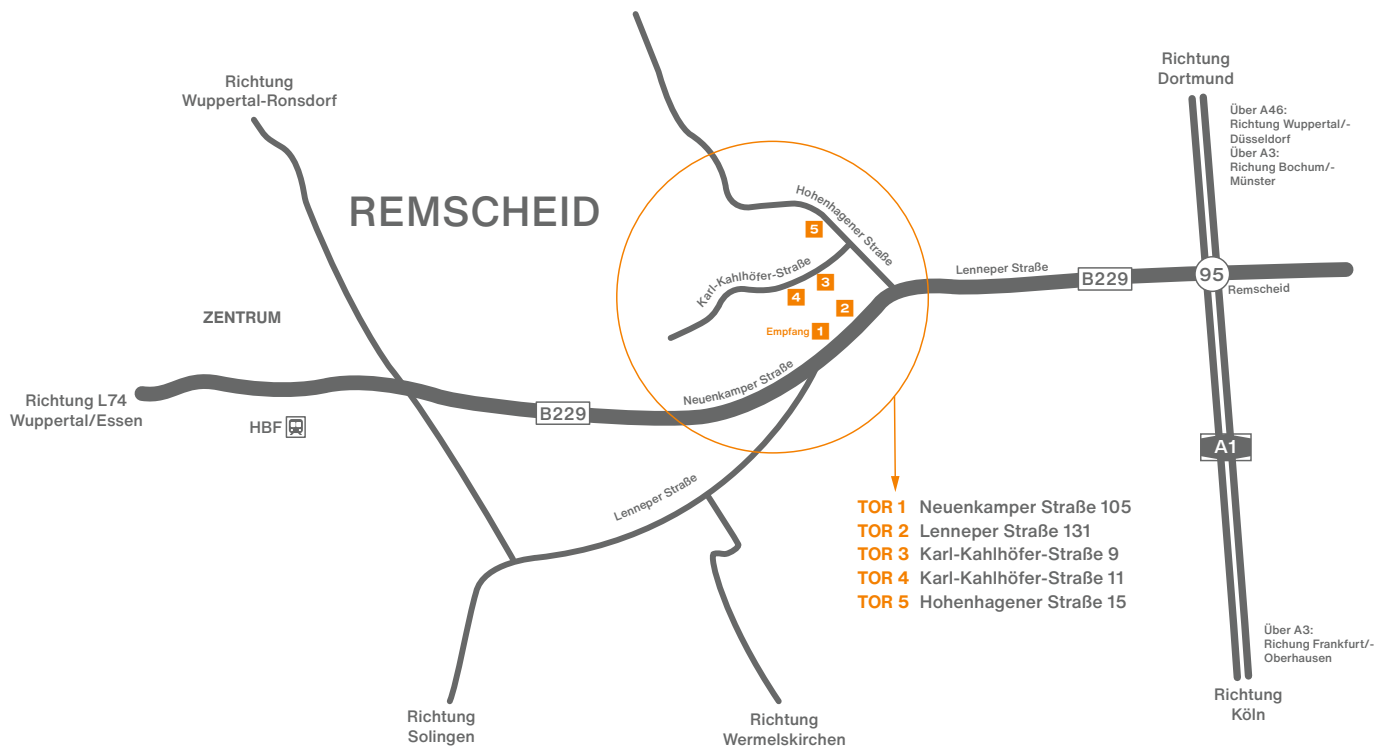 Richtung
Wuppertal-Ronsdorf
REMSCHEID
ZENTRUM
Richtung L74
Wuppertal/Essen
HBF
B229
Neuenkamper Straße
Lenneper Straße
Hohenhagener Straße
Karl-Kahlhöfer-Straße
5
3
4
2
Empfang 1
Lenneper Straße
B229
95
Remscheid
Richtung
Dortmund
Über A46:
Richtung Wuppertal/-
Düsseldorf
Über A3:
Richung Bochum/-
Münster
A1
TOR 1 Neuenkamper Straße 105
TOR 2 Lenneper Straße 131
TOR 3 Karl-Kahlhöfer-Straße 9
TOR 4 Karl-Kahlhöfer-Straße 11
TOR 5 Hohenhagener Straße 15
Über A3:
Richung Frankfurt/-
Oberhausen
Richtung
Köln
Richtung
Solingen
Richtung
Wermelskirchen